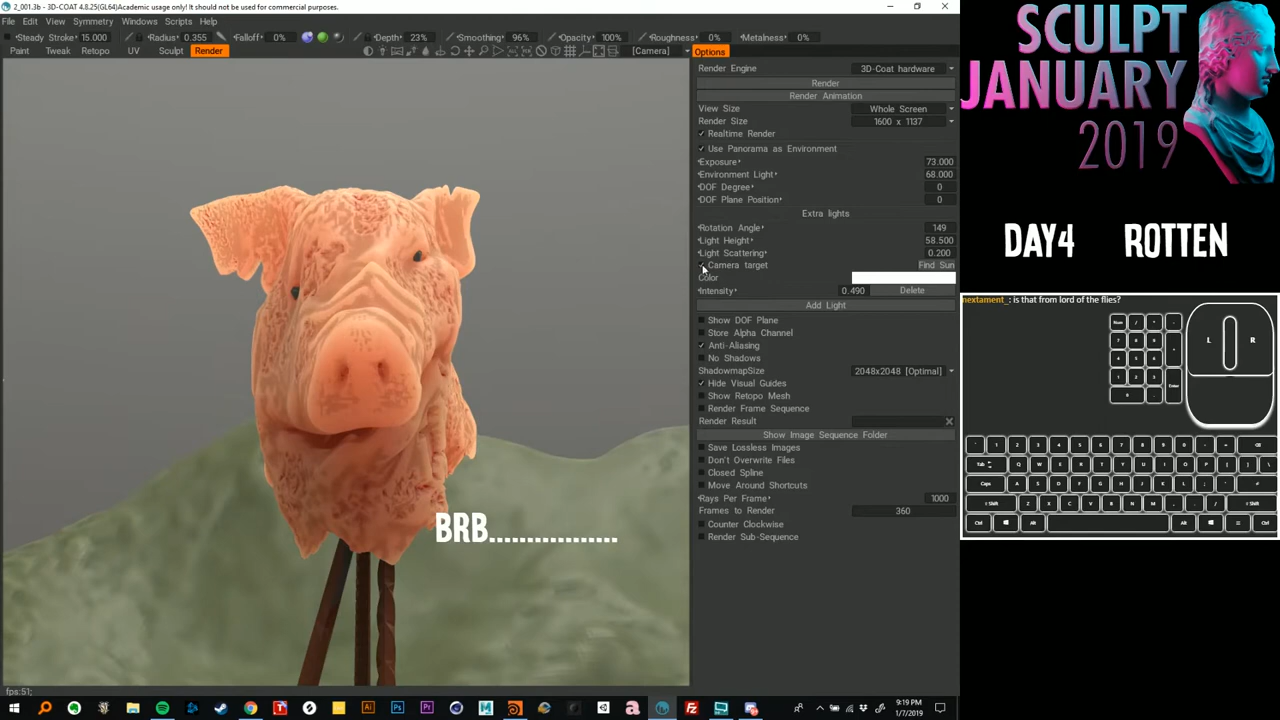 2_001.3b - 3D-COAT 4.8.25(GL64)Academic usage only! It should not be used for commercial purposes.
File Edit View Symmetry Windows Scripts Help
Steady Stroke 15.000 Radius 0.355 Falloff 0% Depth 23% Smoothing 96% Opacity 100% Roughness 0% Metalness 0%
Paint Tweak Retopo UV Sculpt Render [Camera] Options
Render Engine 3D-Coat hardware
Render
Render Animation
View Size Whole Screen
Render Size 1600 x 1137
Realtime Render
Use Panorama as Environment
Exposure 73.000
Environment Light 68.000
DOF Degree 0
DOF Plane Position 0
Extra lights
Rotation Angle 149
Light Height 58.500
Light Scattering 0.200
Camera target Find Sun
Color
Intensity 0.490 Delete
Add Light
Show DOF Plane
Store Alpha Channel
Anti-Aliasing
No Shadows
ShadowmapSize 2048x2048 [Optimal]
Hide Visual Guides
Show Retopo Mesh
Render Frame Sequence
Render Result
Show Image Sequence Folder
Save Lossless Images
Don't Overwrite Files
Closed Spline
Move Around Shortcuts
Rays Per Frame 1000
Frames to Render 360
Counter Clockwise
Render Sub-Sequence
BRB.................
fps:51;
SCULPT
JANUARY
2019
DAY4 ROTTEN
nextament_: is that from lord of the flies?
L R
9:19 PM
1/7/2019